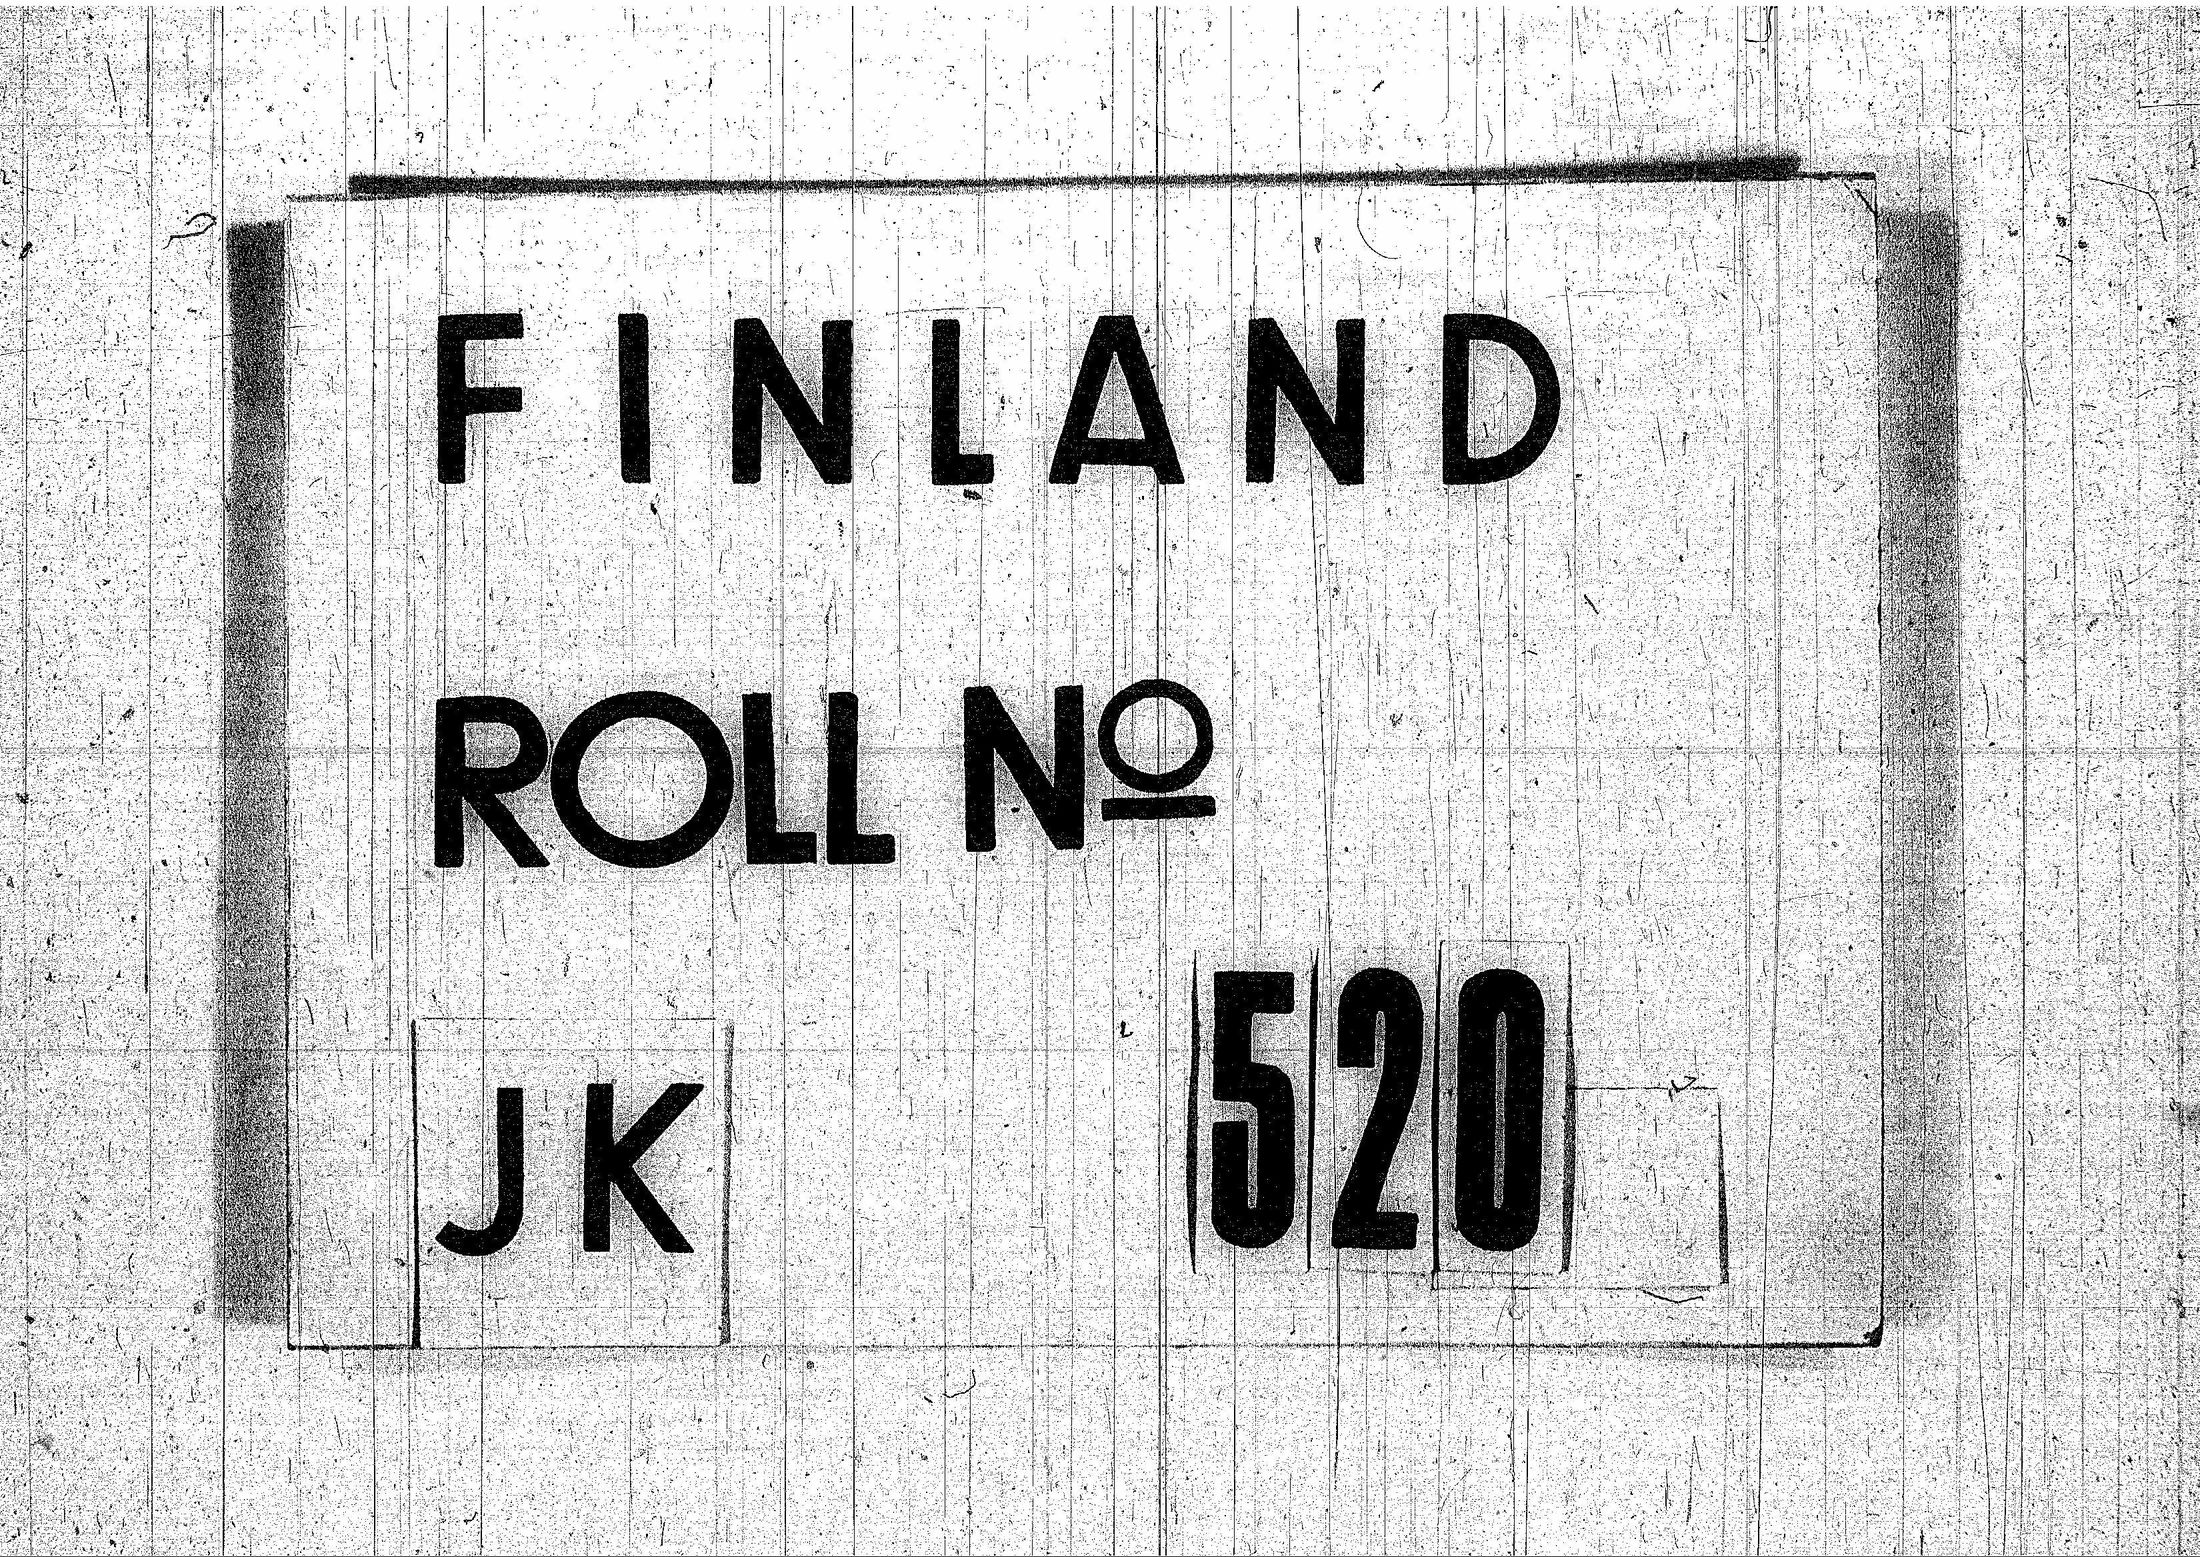 FINLAND
ROLL Nº
JK 520